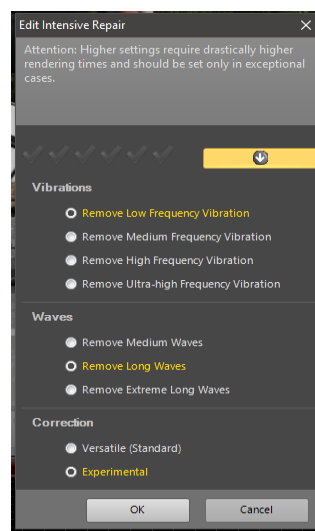 Edit Intensive Repair
Attention: Higher settings require drastically higher
rendering times and should be set only in exceptional
cases.
Vibrations
Remove Low Frequency Vibration
Remove Medium Frequency Vibration
Remove High Frequency Vibration
Remove Ultra-high Frequency Vibration
Waves
Remove Medium Waves
Remove Long Waves
Remove Extreme Long Waves
Correction
Versatile (Standard)
Experimental
OK
Cancel